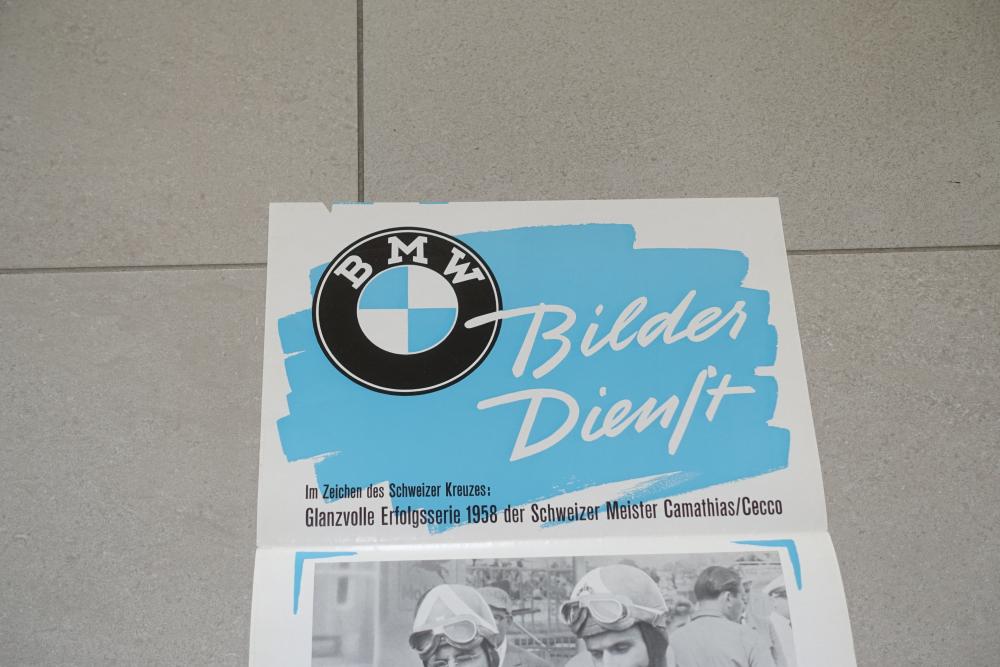 BMW
Bilder
Dienſt
Im Zeichen des Schweizer Kreuzes:
Glanzvolle Erfolgsserie 1958 der Schweizer Meister Camathias/Cecco